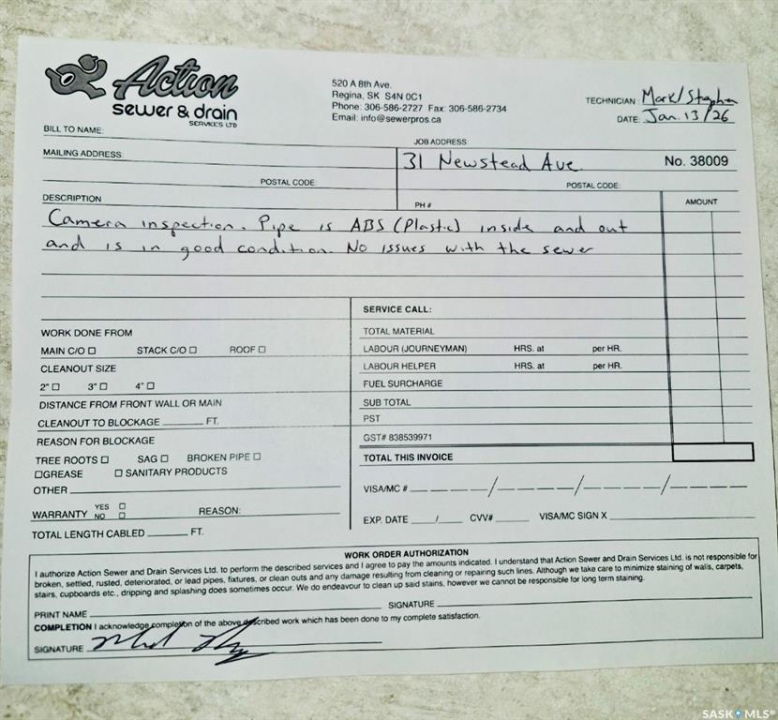 Action
sewer & drain
SERVICES LTD
520 A 8th Ave.
Regina, SK S4N 0C1
Phone: 306-586-2727 Fax: 306-586-2734
Email: info@sewerpros.ca
TECHNICIAN: Mark/Stephen
DATE: Jan. 13/26
BILL TO NAME:
JOB ADDRESS:
MAILING ADDRESS: 31 Newstead Ave. No. 38009
POSTAL CODE: POSTAL CODE:
DESCRIPTION PH # AMOUNT
Camera inspection. Pipe is ABS (Plastic) inside and out
and is in good condition. No issues with the sewer
SERVICE CALL:
WORK DONE FROM TOTAL MATERIAL
MAIN C/O ☐ STACK C/O ☐ ROOF ☐ LABOUR (JOURNEYMAN) HRS. at per HR.
CLEANOUT SIZE LABOUR HELPER HRS. at per HR.
2" ☐ 3" ☐ 4" ☐ FUEL SURCHARGE
DISTANCE FROM FRONT WALL OR MAIN SUB TOTAL
CLEANOUT TO BLOCKAGE ______ FT. PST
REASON FOR BLOCKAGE GST# 838539971
TREE ROOTS ☐ SAG ☐ BROKEN PIPE ☐ TOTAL THIS INVOICE
☐GREASE ☐ SANITARY PRODUCTS
OTHER VISA/MC #
WARRANTY YES ☐ NO ☐ REASON: EXP. DATE ___/___ CVV# ______ VISA/MC SIGN X
TOTAL LENGTH CABLED ______ FT.
WORK ORDER AUTHORIZATION
I authorize Action Sewer and Drain Services Ltd. to perform the described services and I agree to pay the amounts indicated. I understand that Action Sewer and Drain Services Ltd. is not responsible for
broken, settled, rusted, deteriorated, or lead pipes, fixtures, or clean outs and any damage resulting from cleaning or repairing such lines. Although we take care to minimize staining of walls, carpets,
stairs, cupboards etc., dripping and splashing does sometimes occur. We do endeavour to clean up said stains, however we cannot be responsible for long term staining.
PRINT NAME SIGNATURE
COMPLETION I acknowledge completion of the above described work which has been done to my complete satisfaction.
SIGNATURE
SASK MLS®